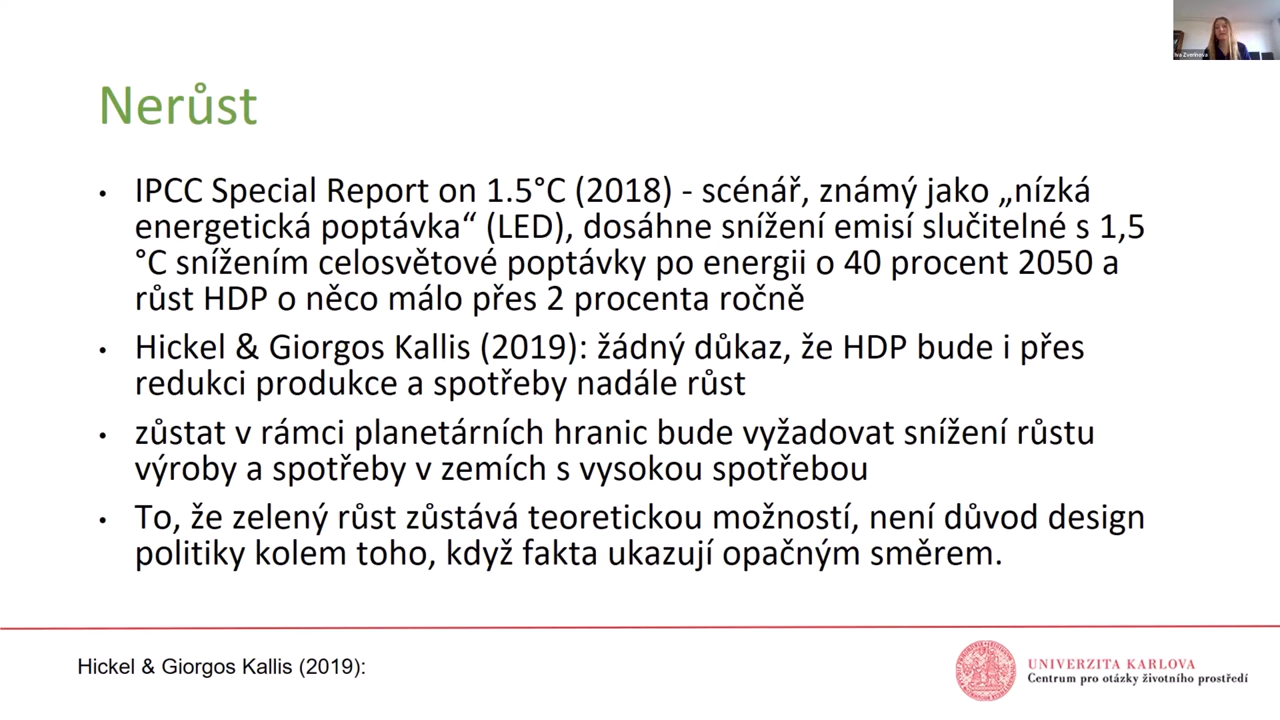 Iva Zvěřinová
Nerůst
• IPCC Special Report on 1.5°C (2018) - scénář, známý jako „nízká
energetická poptávka“ (LED), dosáhne snížení emisí slučitelné s 1,5
°C snížením celosvětové poptávky po energii o 40 procent 2050 a
růst HDP o něco málo přes 2 procenta ročně
• Hickel & Giorgos Kallis (2019): žádný důkaz, že HDP bude i přes
redukci produkce a spotřeby nadále růst
• zůstat v rámci planetárních hranic bude vyžadovat snížení růstu
výroby a spotřeby v zemích s vysokou spotřebou
• To, že zelený růst zůstává teoretickou možností, není důvod design
politiky kolem toho, když fakta ukazují opačným směrem.
Hickel & Giorgos Kallis (2019):
UNIVERZITA KARLOVA
Centrum pro otázky životního prostředí